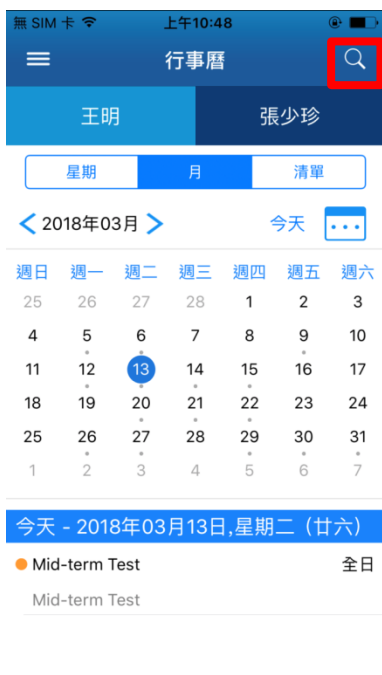 無 SIM 卡 上午10:48
行事曆
王明 張少珍
星期 月 清單
2018年03月 今天
週日 週一 週二 週三 週四 週五 週六
25 26 27 28 1 2 3
4 5 6 7 8 9 10
11 12 13 14 15 16 17
18 19 20 21 22 23 24
25 26 27 28 29 30 31
1 2 3 4 5 6 7
今天 - 2018年03月13日,星期二（廿六）
Mid-term Test 全日
Mid-term Test